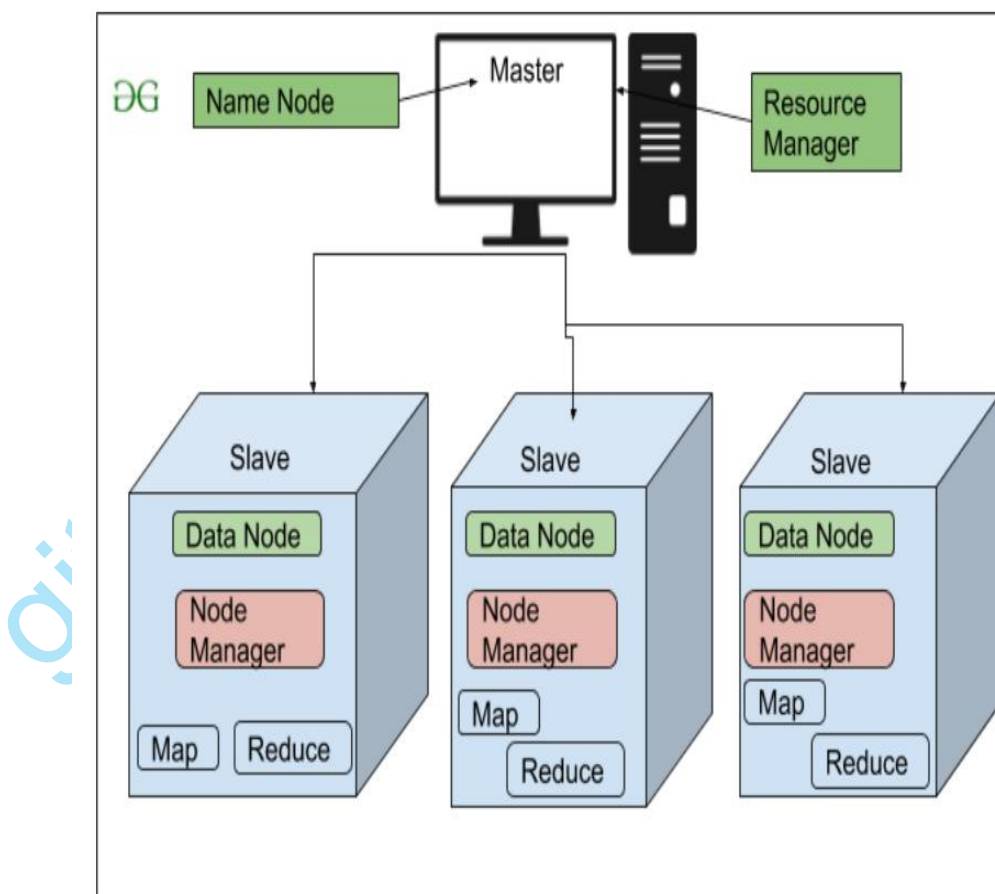 Name Node
Master
Resource
Manager
Slave
Slave
Slave
Data Node
Data Node
Data Node
Node
Manager
Node
Manager
Node
Manager
Map
Reduce
Map
Reduce
Map
Reduce